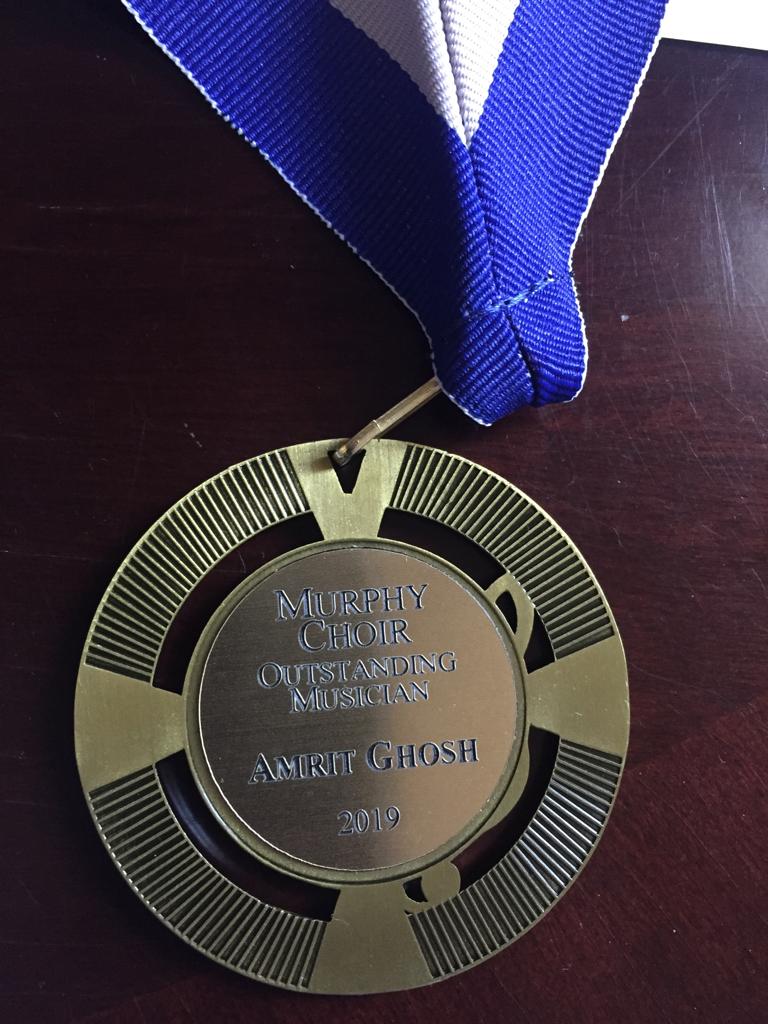 MURPHY
CHOIR
OUTSTANDING
MUSICIAN
AMRIT GHOSH
2019